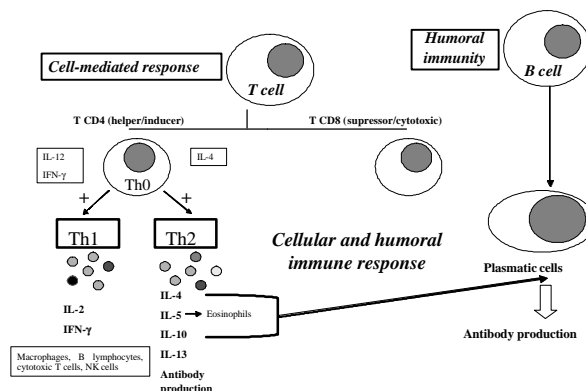 Cell-mediated response
T cell
Humoral
immunity
B cell
T CD4 (helper/inducer)
T CD8 (supressor/cytotoxic)
IL-12
IFN-γ
IL-4
Th0
+
+
Th1
Th2
Cellular and humoral
immune response
Plasmatic cells
Antibody production
IL-2
IFN-γ
IL-4
IL-5
Eosinophils
IL-10
IL-13
Antibody
production
Macrophages, B lymphocytes,
cytotoxic T cells, NK cells